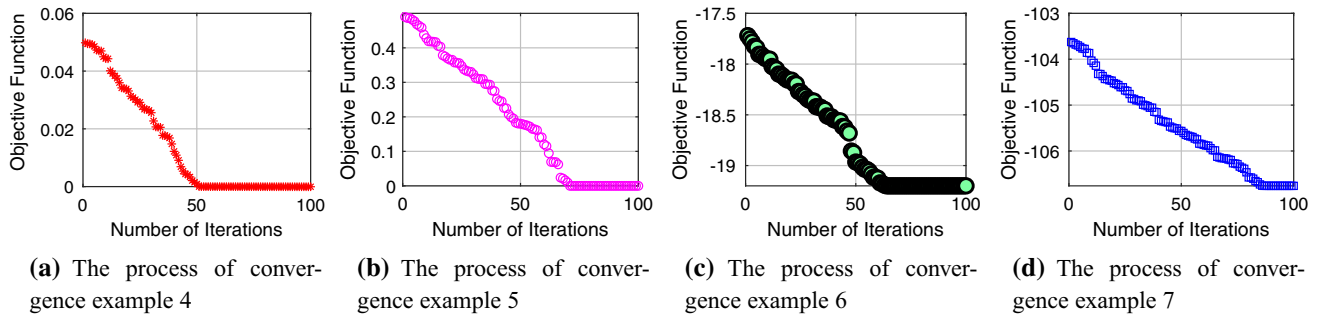 0.06
0.04
0.02
0
0
50
100
Objective Function
Number of Iterations
(a) The process of conver-
gence example 4
0.4
0.3
0.2
0.1
0
0
50
100
Objective Function
Number of Iterations
(b) The process of conver-
gence example 5
-17.5
-18
-18.5
-19
0
50
100
Objective Function
Number of Iterations
(c) The process of conver-
gence example 6
-103
-104
-105
-106
0
50
100
Objective Function
Number of Iterations
(d) The process of conver-
gence example 7